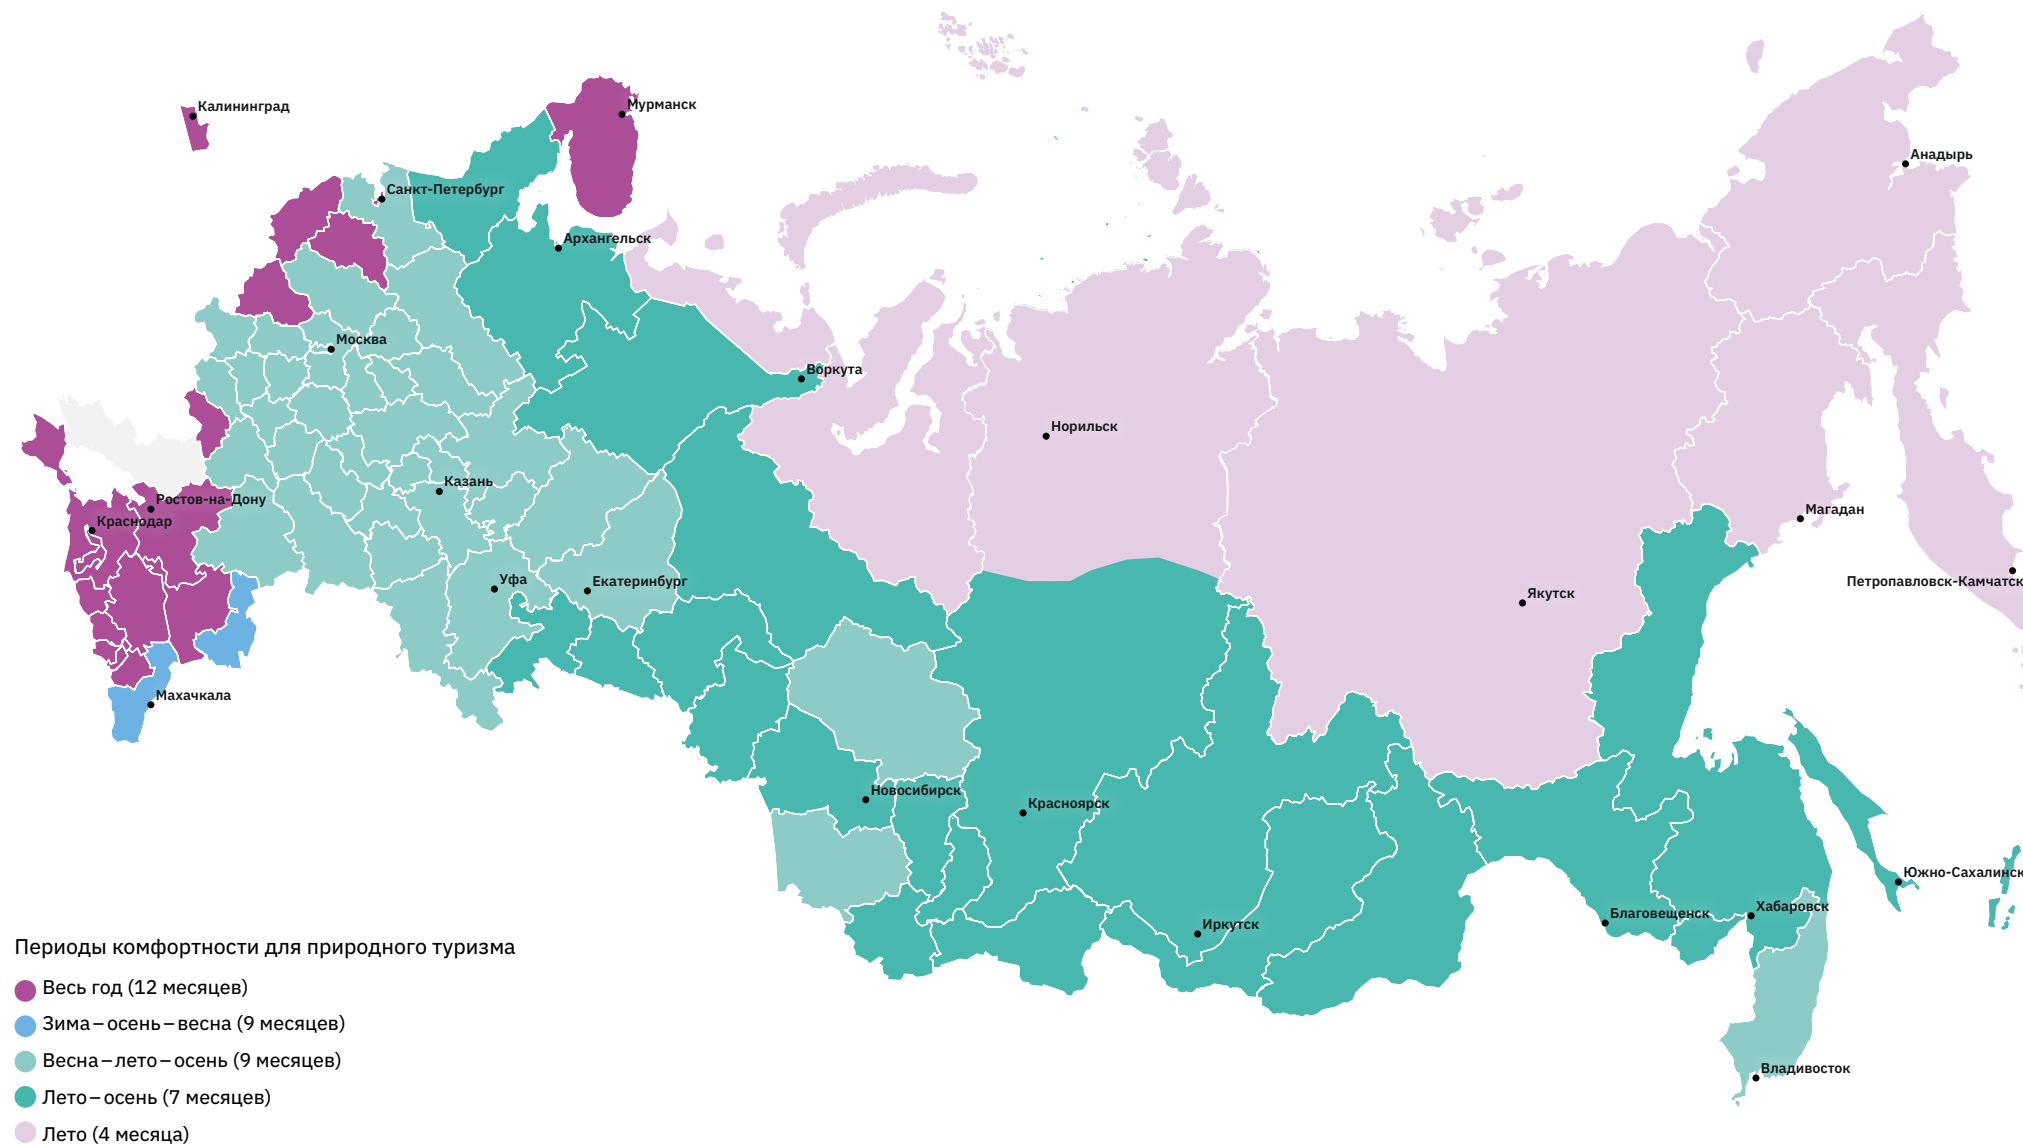 Калининград
Мурманск
Анадырь
Санкт-Петербург
Архангельск
Москва
Воркута
Норильск
Казань
Ростов-на-Дону
Краснодар
Магадан
Уфа
Екатеринбург
Петропавловск-Камчатск
Якутск
Махачкала
Новосибирск
Красноярск
Южно-Сахалинск
Хабаровск
Благовещенск
Иркутск
Владивосток
Периоды комфортности для природного туризма
Весь год (12 месяцев)
Зима – осень – весна (9 месяцев)
Весна – лето – осень (9 месяцев)
Лето – осень (7 месяцев)
Лето (4 месяца)